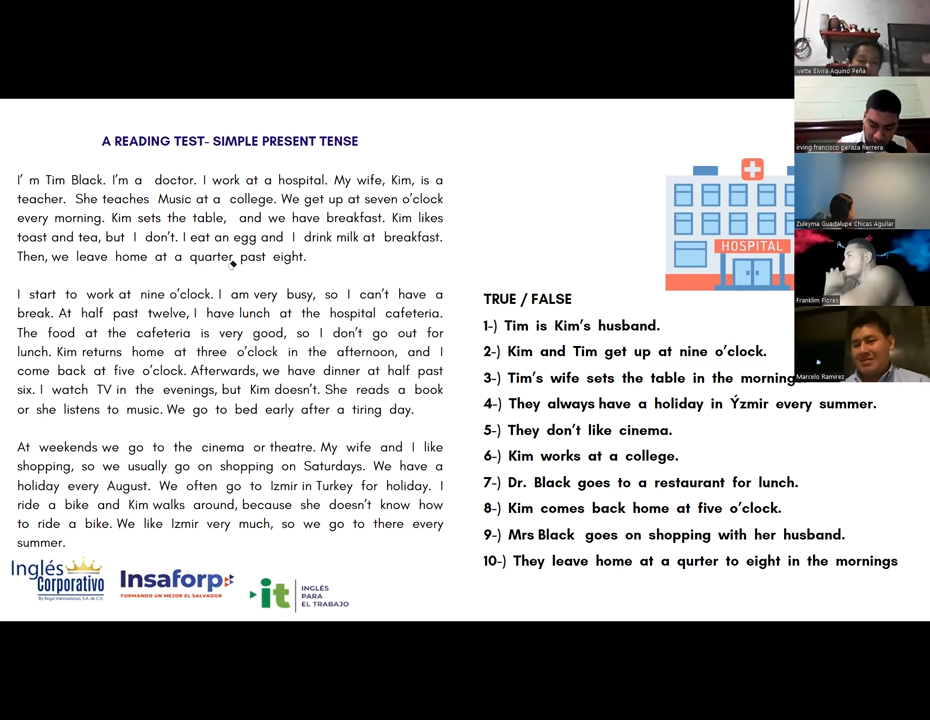 A READING TEST- SIMPLE PRESENT TENSE
I' m Tim Black. I'm a doctor. I work at a hospital. My wife, Kim, is a
teacher. She teaches Music at a college. We get up at seven o'clock
every morning. Kim sets the table, and we have breakfast. Kim likes
toast and tea, but I don't. I eat an egg and I drink milk at breakfast.
Then, we leave home at a quarter past eight.
I start to work at nine o'clock. I am very busy, so I can't have a
break. At half past twelve, I have lunch at the hospital cafeteria.
The food at the cafeteria is very good, so I don't go out for
lunch. Kim returns home at three o'clock in the afternoon, and I
come back at five o'clock. Afterwards, we have dinner at half past
six. I watch TV in the evenings, but Kim doesn't. She reads a book
or she listens to music. We go to bed early after a tiring day.
At weekends we go to the cinema or theatre. My wife and I like
shopping, so we usually go on shopping on Saturdays. We have a
holiday every August. We often go to Izmir in Turkey for holiday. I
ride a bike and Kim walks around, because she doesn't know how
to ride a bike. We like Izmir very much, so we go to there every
summer.
Inglés
Corporativo
By Regal International, S.A. de C.V.
Insaforp
FORMANDO UN MEJOR EL SALVADOR
it
INGLÉS
PARA
EL TRABAJO
HOSPITAL
TRUE / FALSE
1-) Tim is Kim's husband.
2-) Kim and Tim get up at nine o'clock.
3-) Tim's wife sets the table in the morning
4-) They always have a holiday in Ýzmir every summer.
5-) They don't like cinema.
6-) Kim works at a college.
7-) Dr. Black goes to a restaurant for lunch.
8-) Kim comes back home at five o'clock.
9-) Mrs Black goes on shopping with her husband.
10-) They leave home at a qurter to eight in the mornings
Ivette Elvira Aquino Peña
irving francisco peraza herrera
Zuleyma Guadalupe Chicas Aguilar
Franklim Flores
Marcelo Ramirez